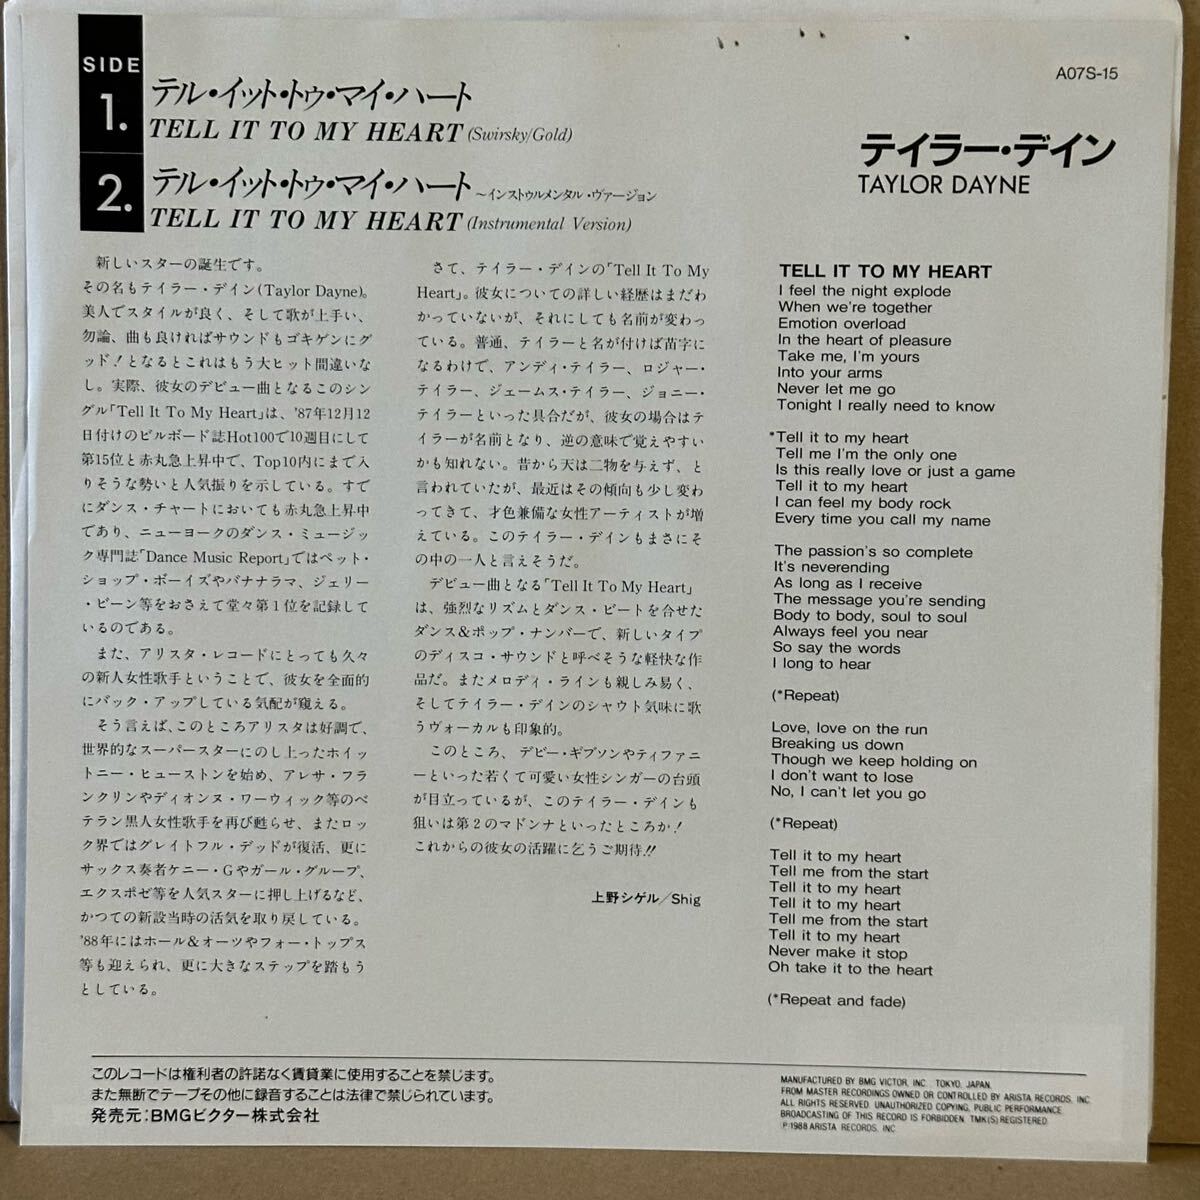 SIDE
1.
テル・イット・トゥ・マイ・ハート
TELL IT TO MY HEART (Swirsky/Gold)
2.
テル・イット・トゥ・マイ・ハート～インストゥルメンタル・ヴァージョン
TELL IT TO MY HEART (Instrumental Version)
A07S-15
テイラー・デイン
TAYLOR DAYNE
新しいスターの誕生です。
その名もテイラー・デイン(Taylor Dayne)。
美人でスタイルが良く、そして歌が上手い、
勿論、曲も良ければサウンドもゴキゲンにグ
ッド!となるとこれはもう大ヒット間違いな
し。実際、彼女のデビュー曲となるこのシン
グル「Tell It To My Heart」は、'87年12月12
日付けのビルボード誌Hot100で10週目にして
第15位と赤丸急上昇中で、Top10内にまで入
りそうな勢いと人気振りを示している。すで
にダンス・チャートにおいても赤丸急上昇中
であり、ニューヨークのダンス・ミュージッ
ク専門誌「Dance Music Report」ではペット・
ショップ・ボーイズやバナナラマ、ジェリー
・ビーン等をおさえて堂々第1位を記録して
いるのである。
また、アリスタ・レコードにとっても久々
の新人女性歌手ということで、彼女を全面的
にバック・アップしている気配が窺える。
そう言えば、このところアリスタは好調で、
世界的なスーパースターにのし上ったホイッ
トニー・ヒューストンを始め、アレサ・フラ
ンクリンやディオンヌ・ワーウィック等のベ
テラン黒人女性歌手を再び甦らせ、またロッ
ク界ではグレイトフル・デッドが復活、更に
サックス奏者ケニー・Gやガール・グループ、
エクスポゼ等を人気スターに押し上げるなど、
かつての新設当時の活気を取り戻している。
'88年にはホール&オーツやフォー・トップス
等も迎えられ、更に大きなステップを踏もう
としている。
さて、テイラー・デインの「Tell It To My
Heart」。彼女についての詳しい経歴はまだわ
かっていないが、それにしても名前が変わっ
ている。普通、テイラーと名が付けば苗字に
なるわけで、アンディ・テイラー、ロジャー・
テイラー、ジェームス・テイラー、ジョニー・
テイラーといった具合だが、彼女の場合はテ
イラーが名前となり、逆の意味で覚えやすい
かも知れない。昔から天は二物を与えず、と
言われていたが、最近はその傾向も少し変わ
ってきて、才色兼備な女性アーティストが増
えている。このテイラー・デインもまさにそ
の中の一人と言えそうだ。
デビュー曲となる「Tell It To My Heart」
は、強烈なリズムとダンス・ビートを合せた
ダンス&ポップ・ナンバーで、新しいタイプ
のディスコ・サウンドと呼べそうな軽快な作
品だ。またメロディ・ラインも親しみ易く、
そしてテイラー・デインのシャウト気味に歌
うヴォーカルも印象的。
このところ、デビー・ギブソンやティファニ
ーといった若くて可愛い女性シンガーの台頭
が目立っているが、このテイラー・デインも
狙いは第2のマドンナといったところか!
これからの彼女の活躍に乞うご期待!!
上野シゲル／Shig
TELL IT TO MY HEART
I feel the night explode
When we're together
Emotion overload
In the heart of pleasure
Take me, I'm yours
Into your arms
Never let me go
Tonight I really need to know
*Tell it to my heart
Tell me I'm the only one
Is this really love or just a game
Tell it to my heart
I can feel my body rock
Every time you call my name
The passion's so complete
It's neverending
As long as I receive
The message you're sending
Body to body, soul to soul
Always feel you near
So say the words
I long to hear
(*Repeat)
Love, love on the run
Breaking us down
Though we keep holding on
I don't want to lose
No, I can't let you go
(*Repeat)
Tell it to my heart
Tell me from the start
Tell it to my heart
Tell it to my heart
Tell me from the start
Tell it to my heart
Never make it stop
Oh take it to the heart
(*Repeat and fade)
このレコードは権利者の許諾なく賃貸業に使用することを禁じます。
また無断でテープその他に録音することは法律で禁じられています。
発売元：BMGビクター株式会社
MANUFACTURED BY BMG VICTOR, INC., TOKYO, JAPAN.
FROM MASTER RECORDINGS OWNED OR CONTROLLED BY ARISTA RECORDS, INC.
ALL RIGHTS RESERVED. UNAUTHORIZED COPYING, PUBLIC PERFORMANCE.
BROADCASTING OF THIS RECORD IS FORBIDDEN. TMK(S) REGISTERED.
℗1988 ARISTA RECORDS, INC.